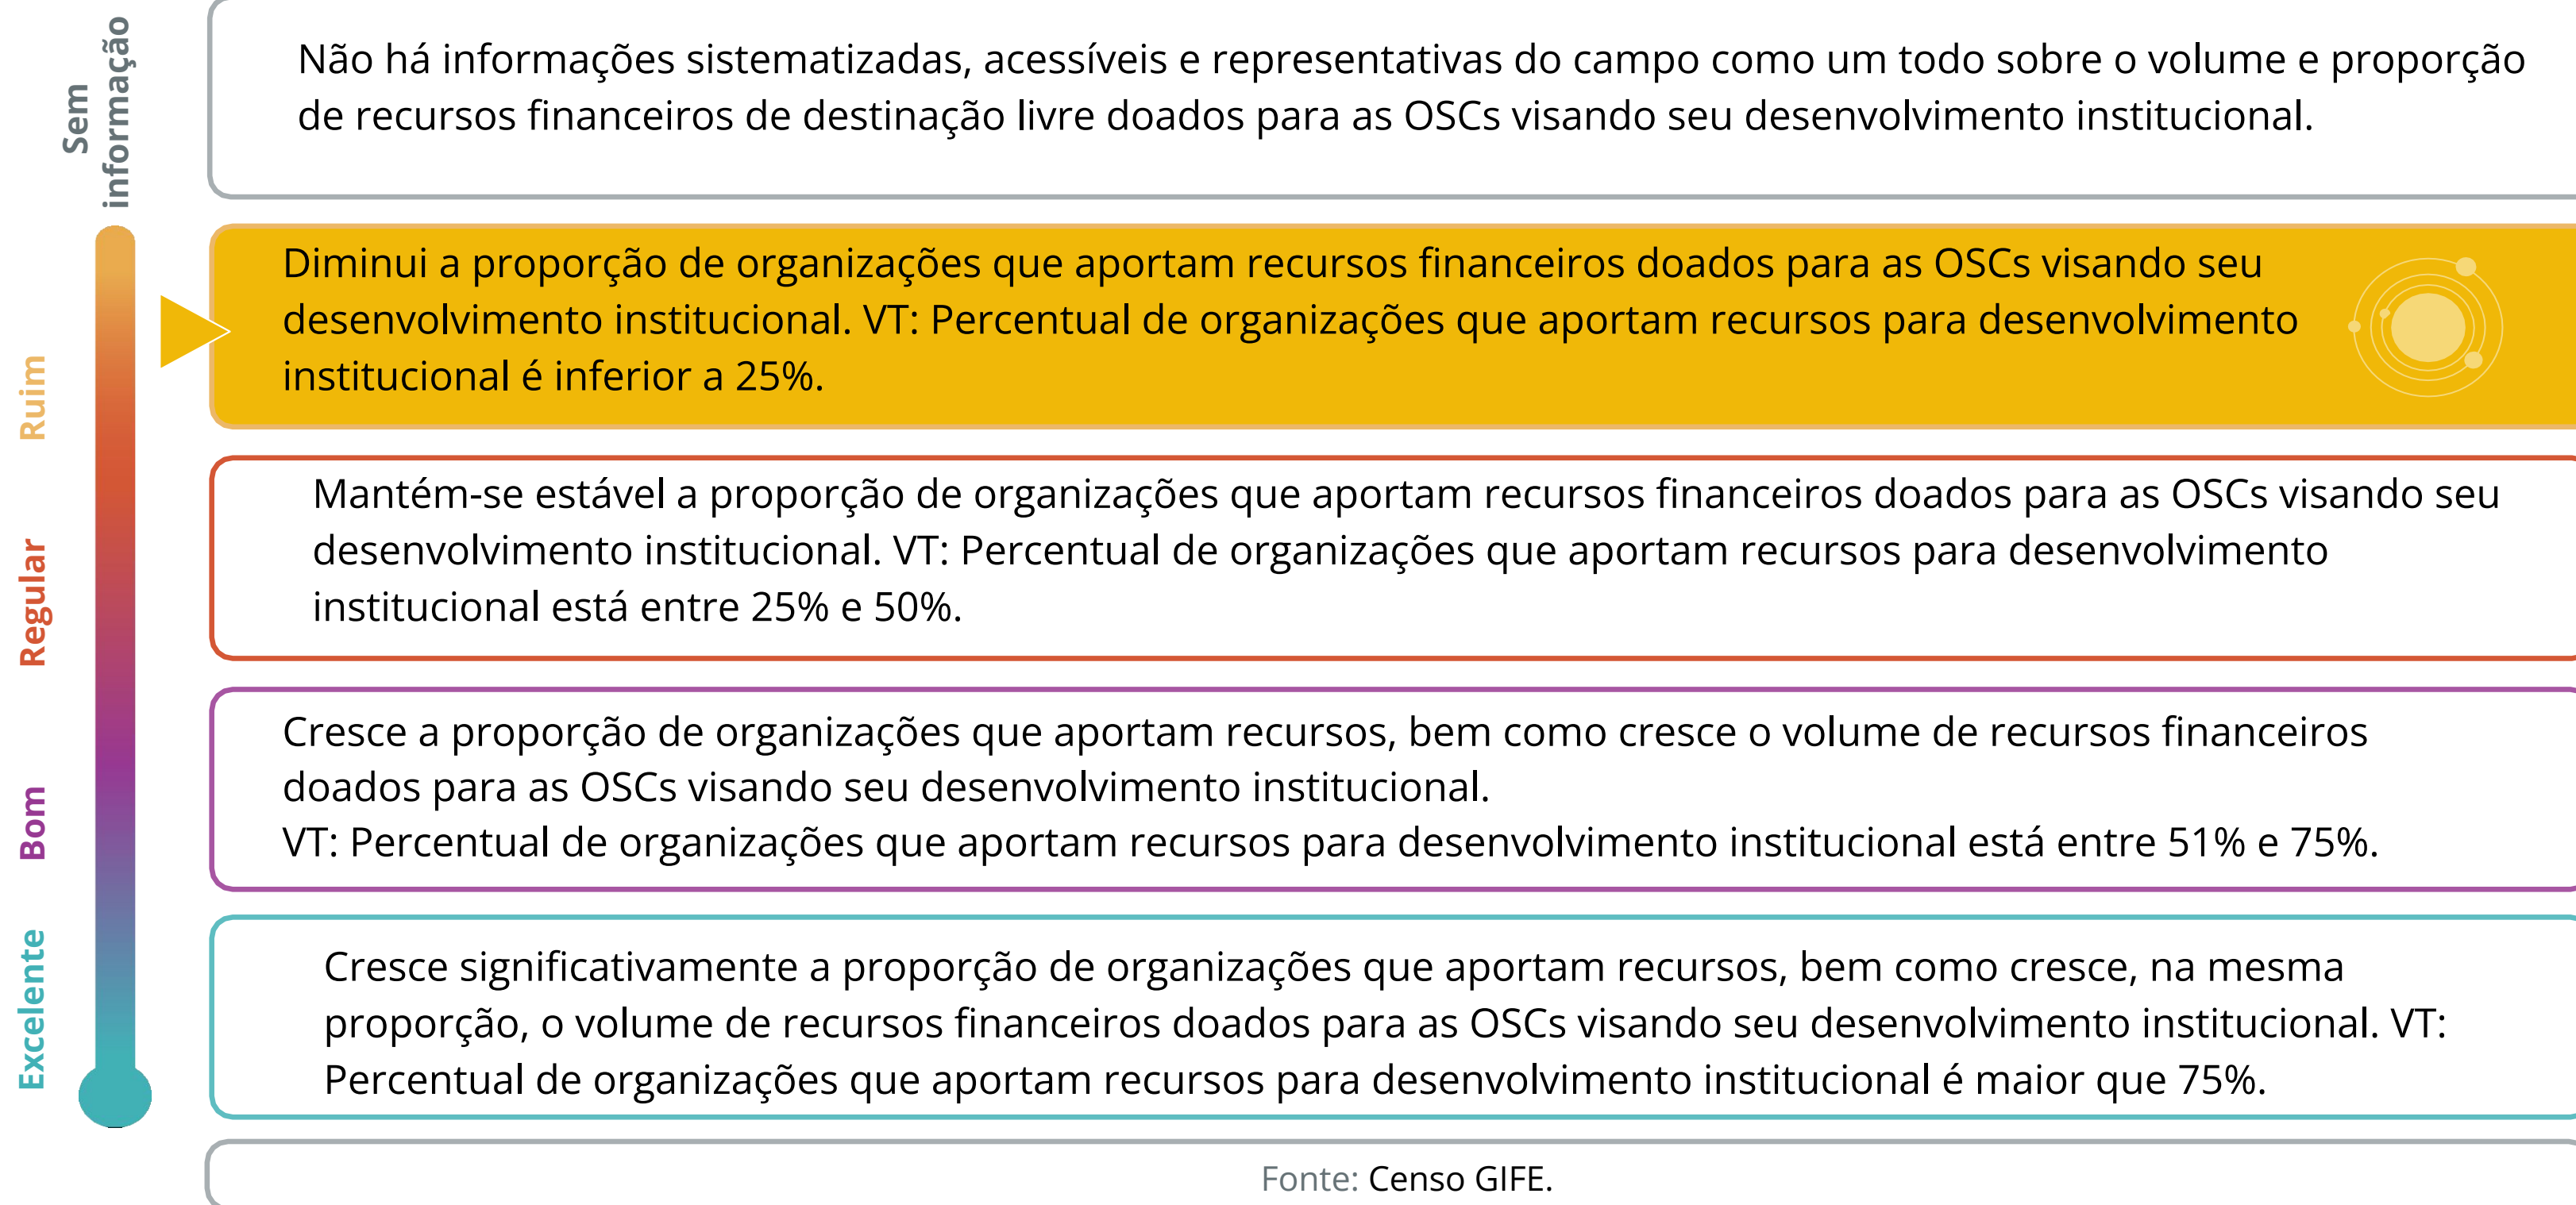 Sem
informação
Não há informações sistematizadas, acessíveis e representativas do campo como um todo sobre o volume e proporção
de recursos financeiros de destinação livre doados para as OSCs visando seu desenvolvimento institucional.
Ruim
Diminui a proporção de organizações que aportam recursos financeiros doados para as OSCs visando seu
desenvolvimento institucional. VT: Percentual de organizações que aportam recursos para desenvolvimento
institucional é inferior a 25%.
Regular
Mantém-se estável a proporção de organizações que aportam recursos financeiros doados para as OSCs visando seu
desenvolvimento institucional. VT: Percentual de organizações que aportam recursos para desenvolvimento
institucional está entre 25% e 50%.
Bom
Cresce a proporção de organizações que aportam recursos, bem como cresce o volume de recursos financeiros
doados para as OSCs visando seu desenvolvimento institucional.
VT: Percentual de organizações que aportam recursos para desenvolvimento institucional está entre 51% e 75%.
Excelente
Cresce significativamente a proporção de organizações que aportam recursos, bem como cresce, na mesma
proporção, o volume de recursos financeiros doados para as OSCs visando seu desenvolvimento institucional. VT:
Percentual de organizações que aportam recursos para desenvolvimento institucional é maior que 75%.
Fonte: Censo GIFE.